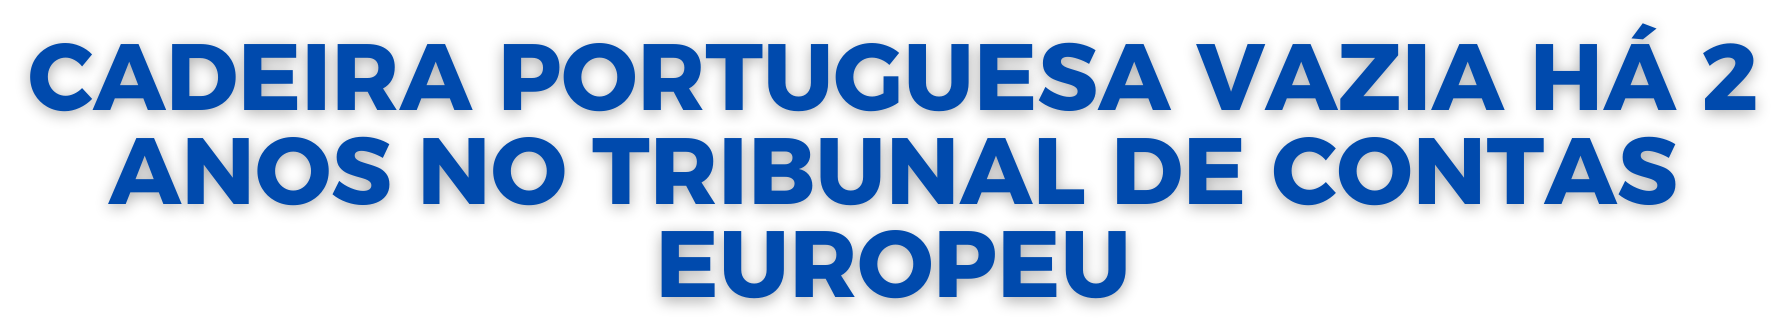 CADEIRA PORTUGUESA VAZIA HÁ 2
ANOS NO TRIBUNAL DE CONTAS
EUROPEU